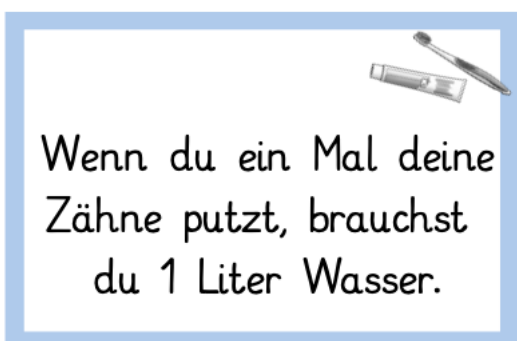 Wenn du ein Mal deine
Zähne putzt, brauchst
du 1 Liter Wasser.